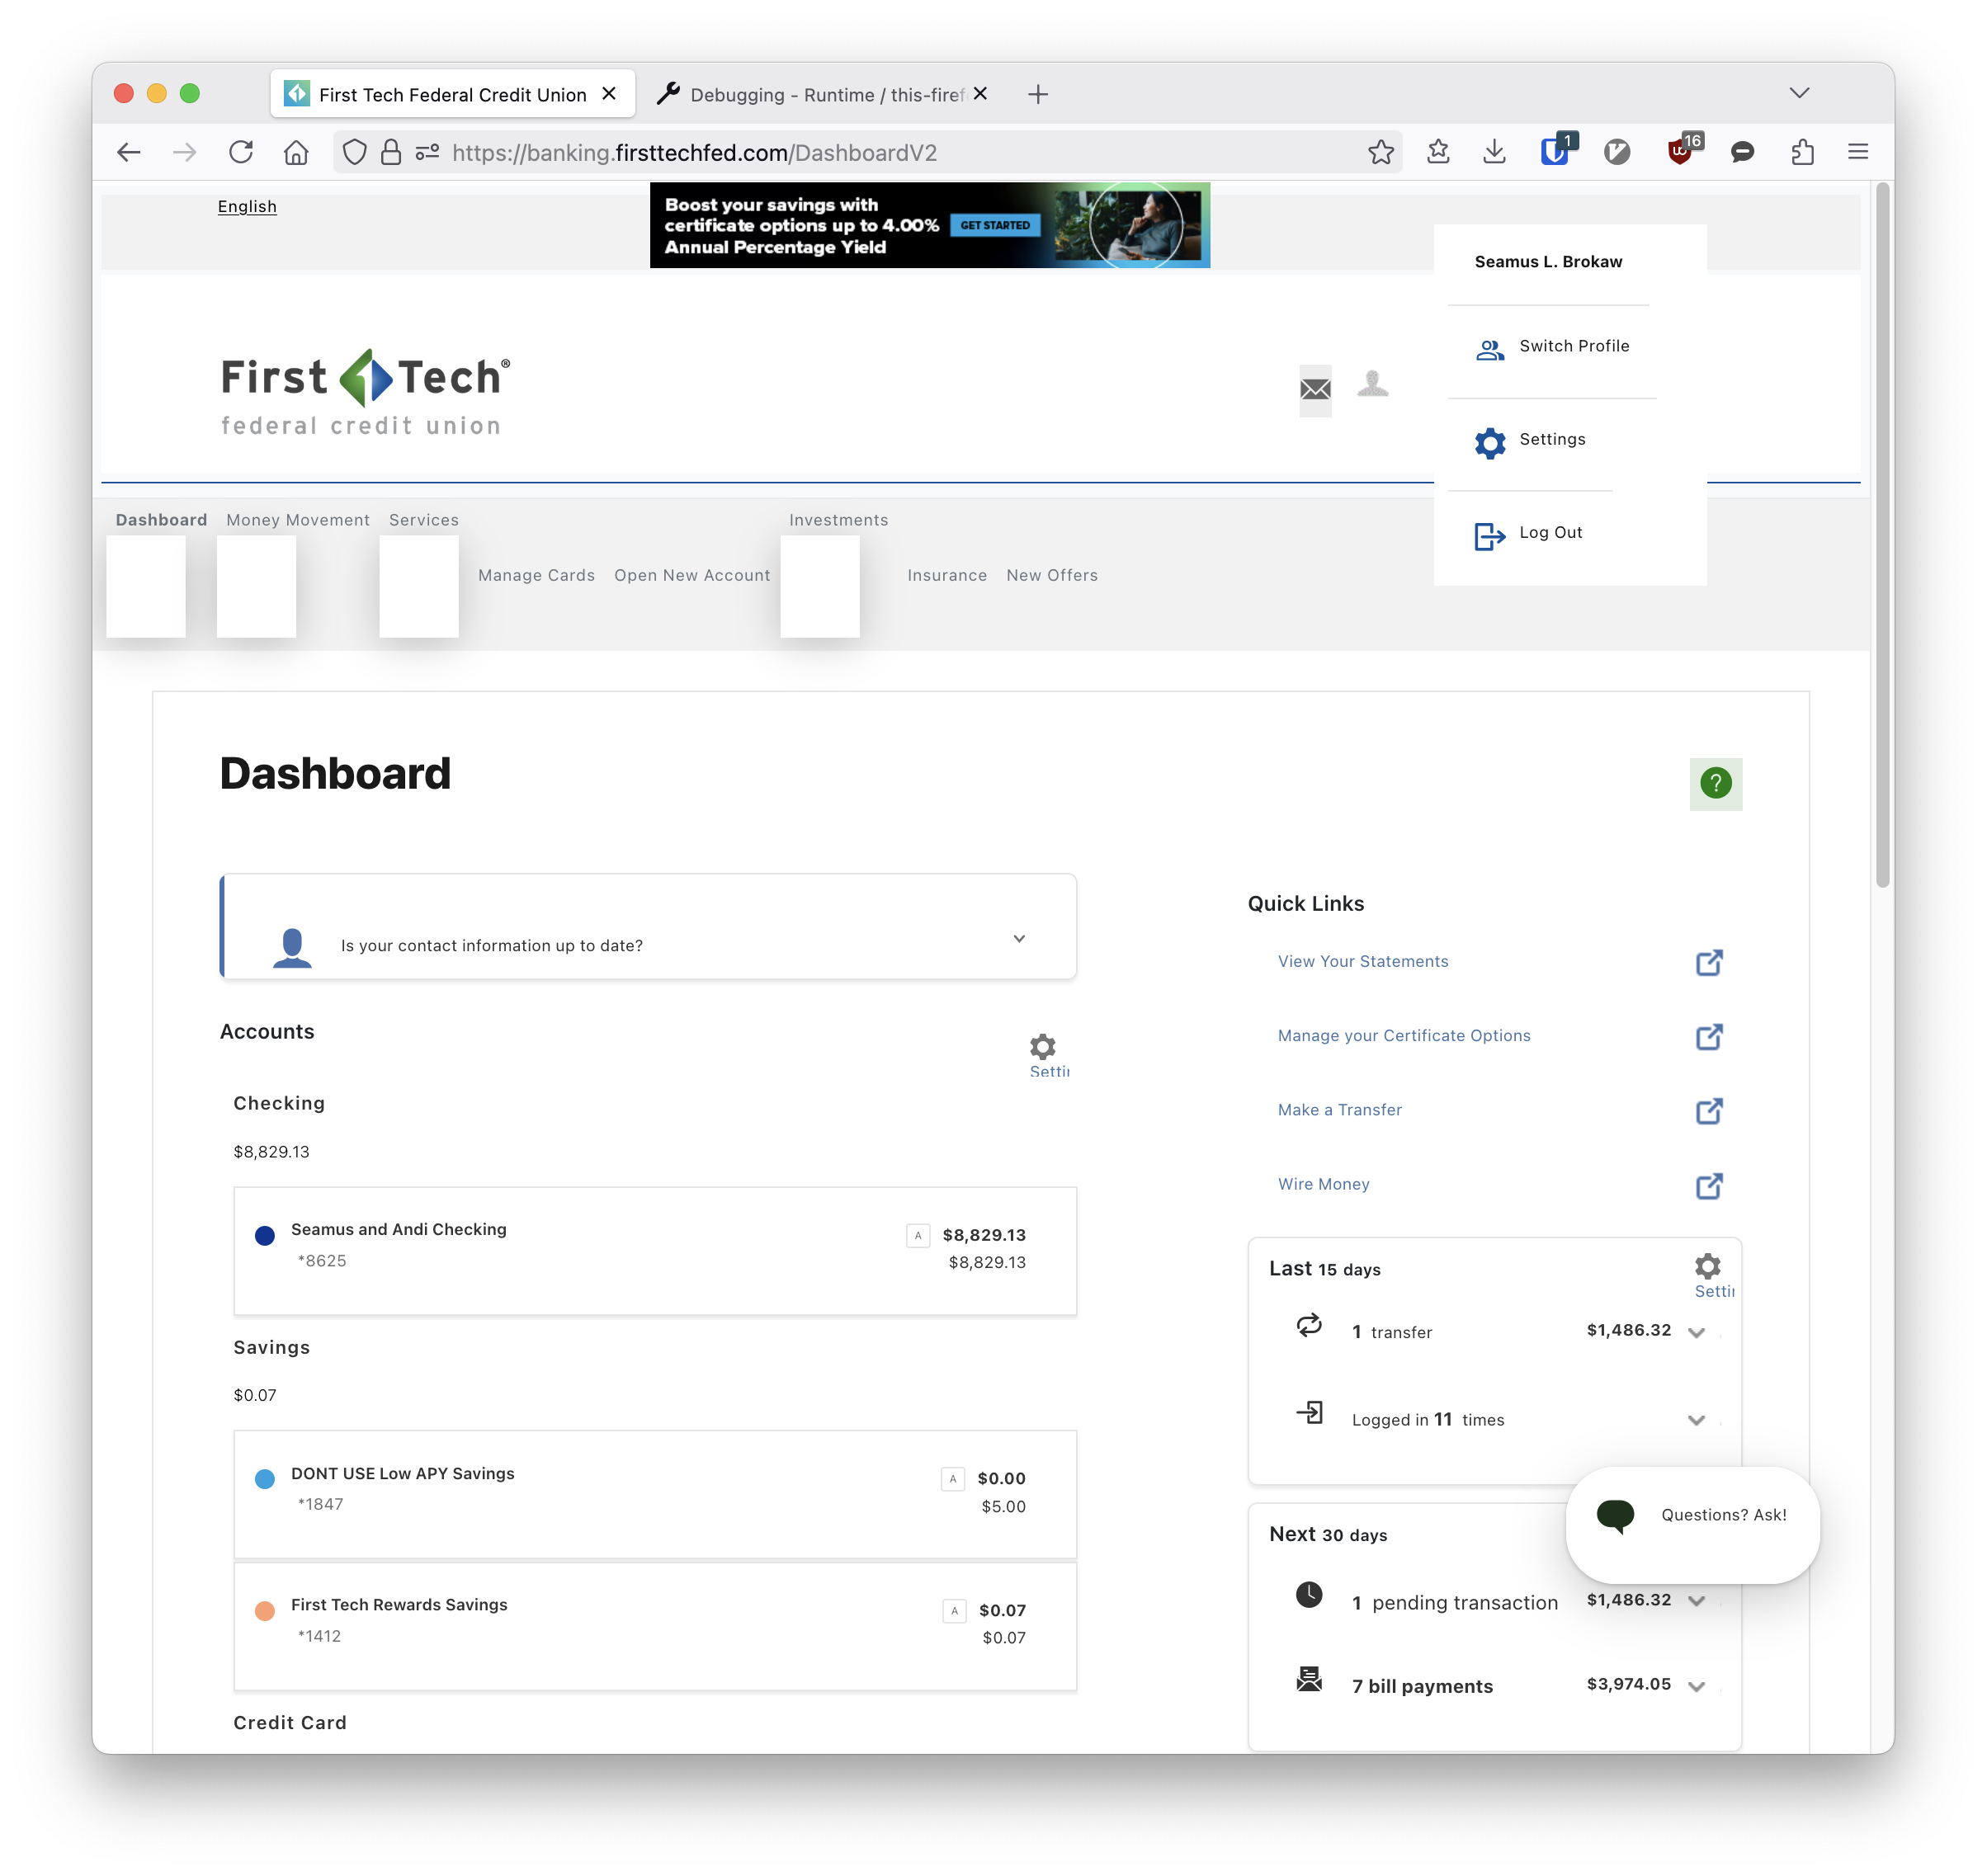 First Tech Federal Credit Union
Debugging - Runtime / this-firef
https://banking.firsttechfed.com/DashboardV2
1
16
English
Boost your savings with
certificate options up to 4.00%
Annual Percentage Yield
GET STARTED
Seamus L. Brokaw
Switch Profile
Settings
Log Out
First Tech®
federal credit union
Dashboard Money Movement Services Investments
Manage Cards Open New Account Insurance New Offers
Dashboard
?
Is your contact information up to date?
Accounts
Settin
Checking
$8,829.13
Seamus and Andi Checking
*8625
A $8,829.13
$8,829.13
Savings
$0.07
DONT USE Low APY Savings
*1847
A $0.00
$5.00
First Tech Rewards Savings
*1412
A $0.07
$0.07
Credit Card
Quick Links
View Your Statements
Manage your Certificate Options
Make a Transfer
Wire Money
Last 15 days
Settin
1 transfer $1,486.32
Logged in 11 times
Questions? Ask!
Next 30 days
1 pending transaction $1,486.32
7 bill payments $3,974.05